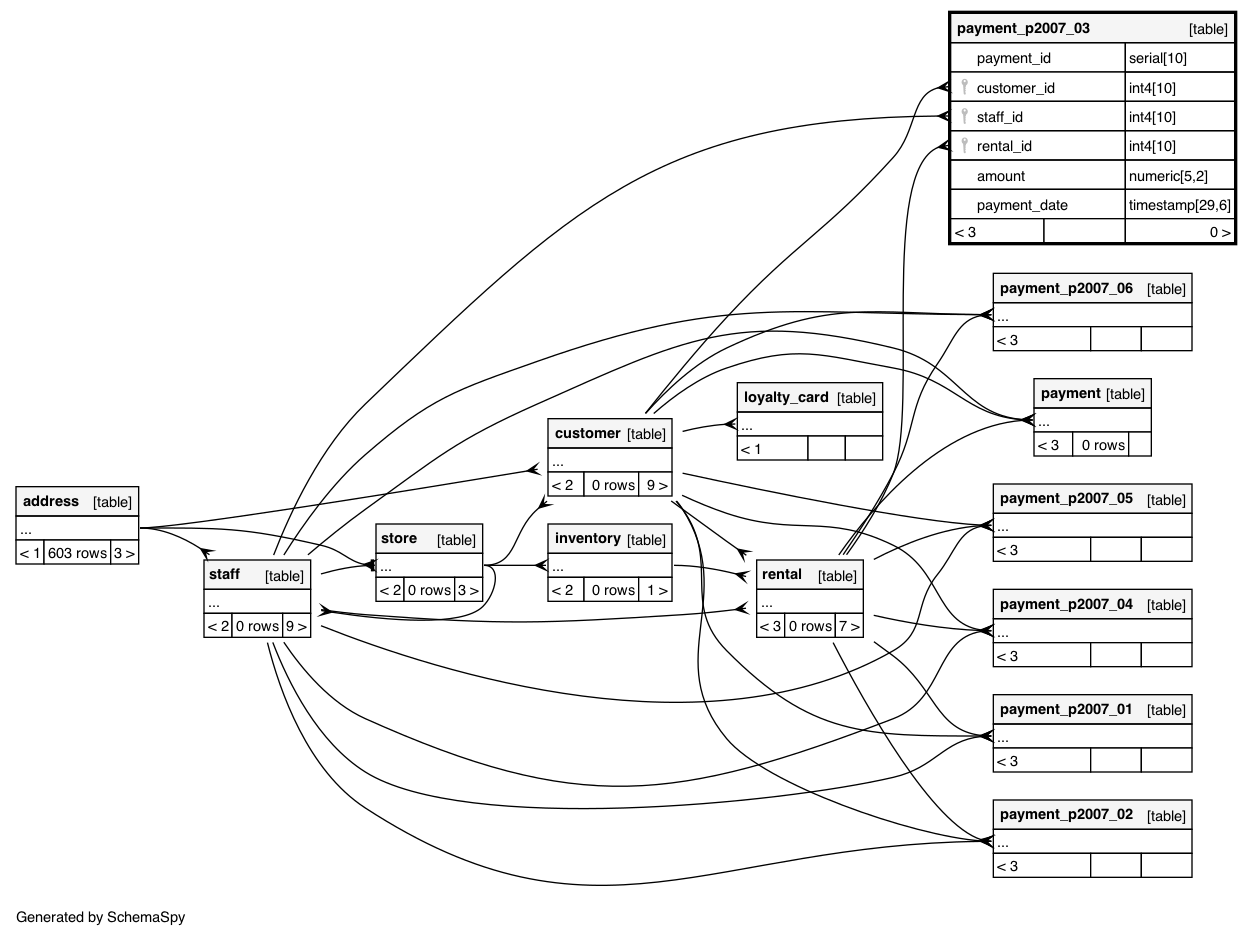 payment_p2007_03 [table]
payment_id serial[10]
customer_id int4[10]
staff_id int4[10]
rental_id int4[10]
amount numeric[5,2]
payment_date timestamp[29,6]
< 3 0 >
payment_p2007_06 [table]
...
< 3
payment [table]
...
< 3 0 rows
loyalty_card [table]
...
< 1
customer [table]
...
< 2 0 rows 9 >
address [table]
...
< 1 603 rows 3 >
store [table]
...
< 2 0 rows 3 >
inventory [table]
...
< 2 0 rows 1 >
staff [table]
...
< 2 0 rows 9 >
rental [table]
...
< 3 0 rows 7 >
payment_p2007_05 [table]
...
< 3
payment_p2007_04 [table]
...
< 3
payment_p2007_01 [table]
...
< 3
payment_p2007_02 [table]
...
< 3
Generated by SchemaSpy